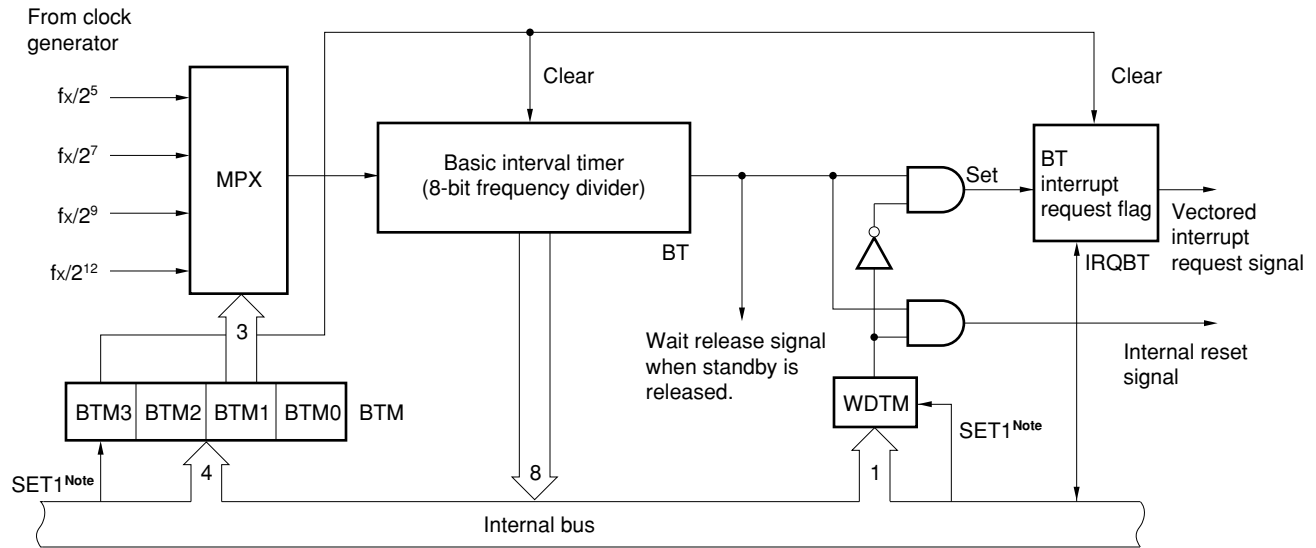 From clock
generator
Clear
Clear
fx/2⁵
fx/2⁷
fx/2⁹
fx/2¹²
MPX
Basic interval timer
(8-bit frequency divider)
BT
Set
BT
interrupt
request flag
IRQBT
Vectored
interrupt
request signal
3
Wait release signal
when standby is
released.
Internal reset
signal
BTM3
BTM2
BTM1
BTM0
BTM
WDTM
SET1Note
4
8
1
SET1Note
Internal bus